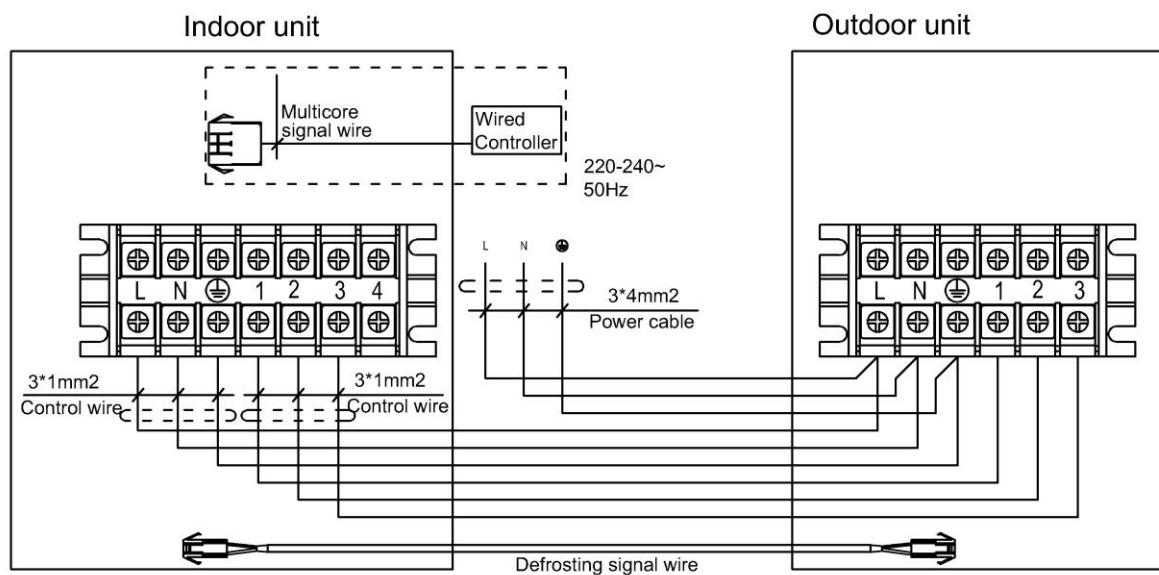 Indoor unit
Outdoor unit
Multicore
signal wire
Wired
Controller
220-240~
50Hz
L N
L N 1 2 3 4
3*4mm2
Power cable
L N 1 2 3
3*1mm2
Control wire
3*1mm2
Control wire
Defrosting signal wire